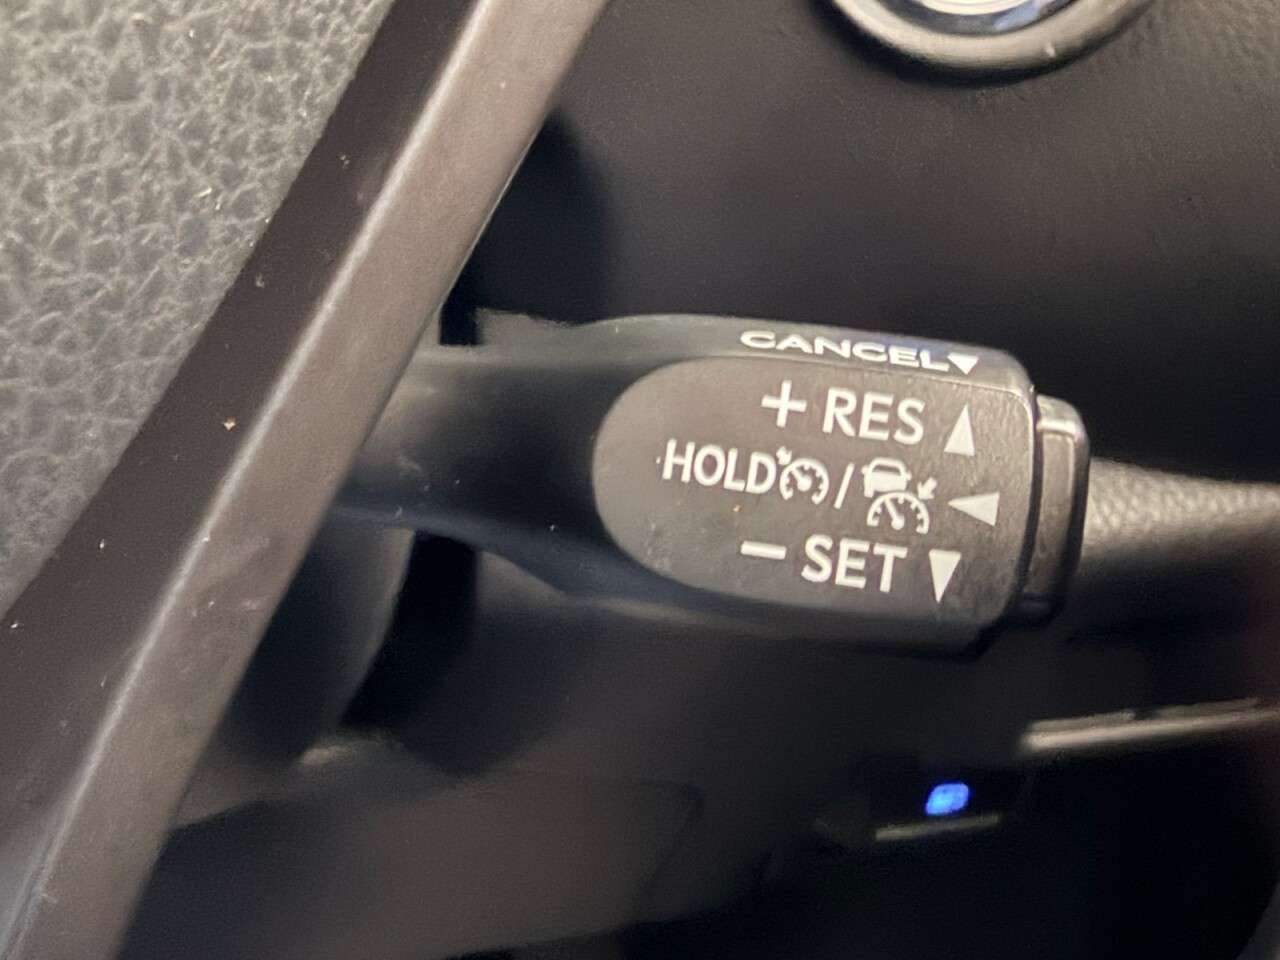 CANCEL
+ RES
HOLD /
- SET